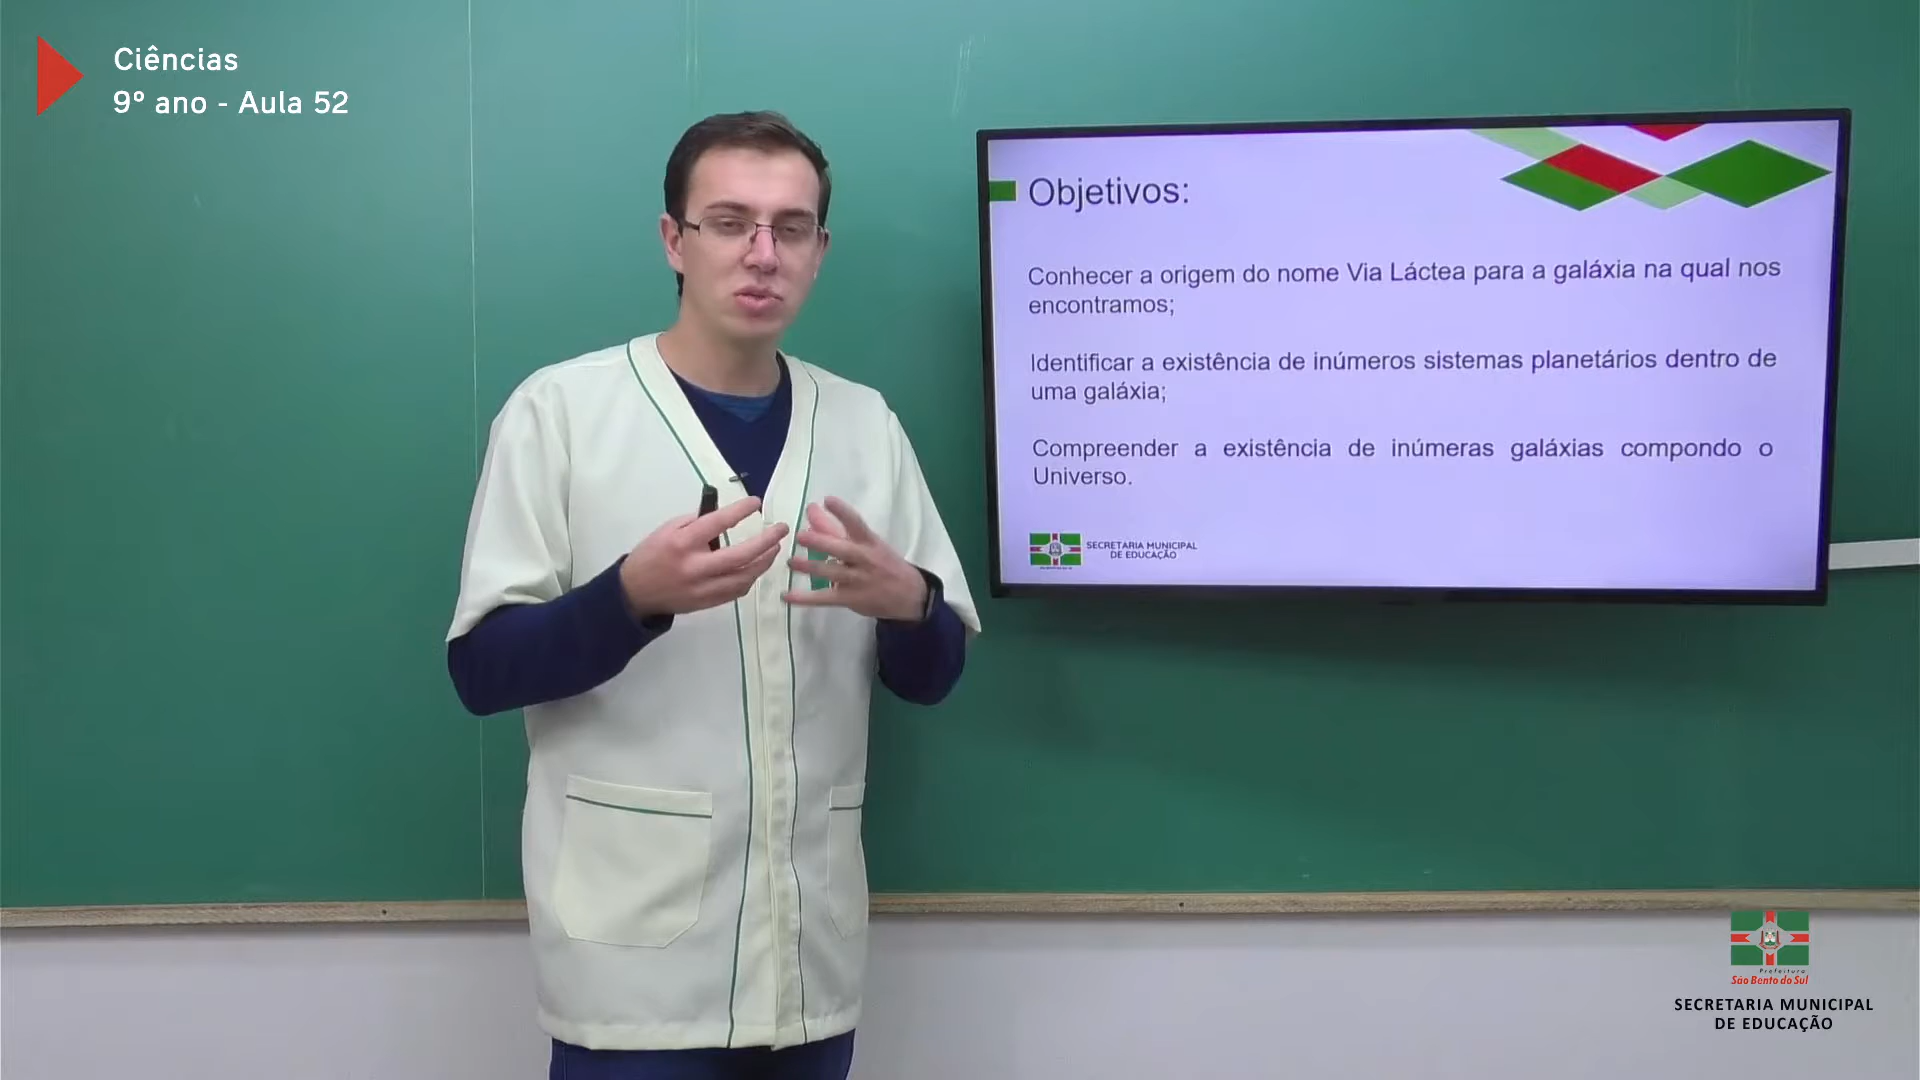 Ciências
9º ano - Aula 52
Objetivos:
Conhecer a origem do nome Via Láctea para a galáxia na qual nos
encontramos;
Identificar a existência de inúmeros sistemas planetários dentro de
uma galáxia;
Compreender a existência de inúmeras galáxias compondo o
Universo.
SECRETARIA MUNICIPAL
DE EDUCAÇÃO
Prefeitura
São Bento do Sul
SECRETARIA MUNICIPAL
DE EDUCAÇÃO